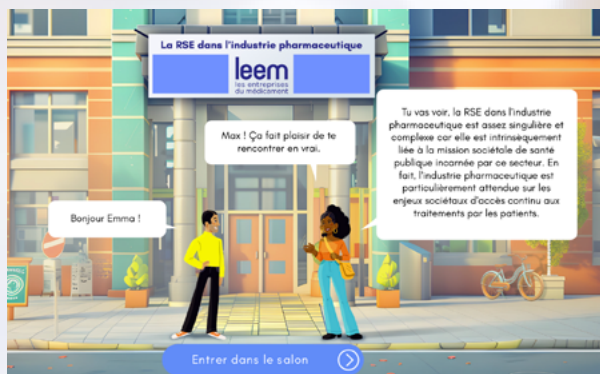 La RSE dans l'industrie pharmaceutique
leem
les entreprises
du médicament
Bonjour Emma !
Max ! Ça fait plaisir de te
rencontrer en vrai.
Tu vas voir, la RSE dans l'industrie
pharmaceutique est assez singulière et
complexe car elle est intrinsèquement
liée à la mission sociétale de santé
publique incarnée par ce secteur. En
fait, l'industrie pharmaceutique est
particulièrement attendue sur les
enjeux sociétaux d'accès continu aux
traitements par les patients.
Entrer dans le salon